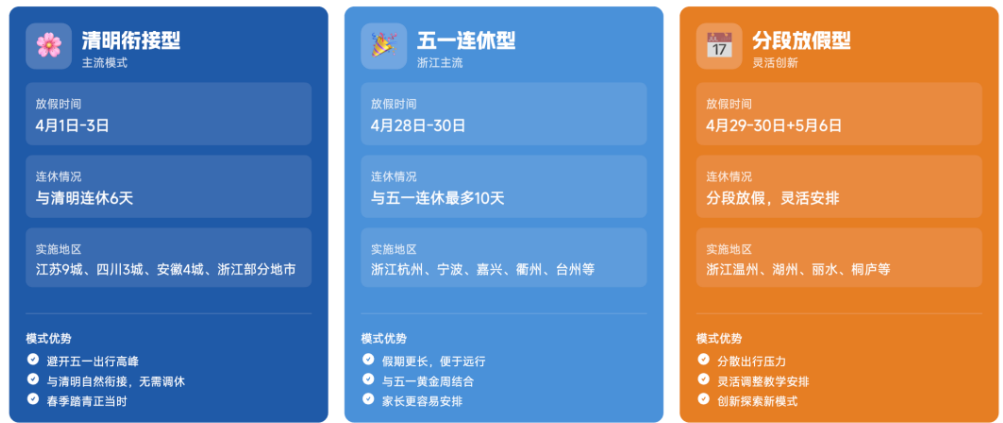 清明衔接型
主流模式
放假时间
4月1日-3日
连休情况
与清明连休6天
实施地区
江苏9城、四川3城、安徽4城、浙江部分地市
模式优势
避开五一出行高峰
与清明自然衔接，无需调休
春季踏青正当时
五一连休型
浙江主流
放假时间
4月28日-30日
连休情况
与五一连休最多10天
实施地区
浙江杭州、宁波、嘉兴、衢州、台州等
模式优势
假期更长，便于远行
与五一黄金周结合
家长更容易安排
17
分段放假型
灵活创新
放假时间
4月29-30日+5月6日
连休情况
分段放假，灵活安排
实施地区
浙江温州、湖州、丽水、桐庐等
模式优势
分散出行压力
灵活调整教学安排
创新探索新模式